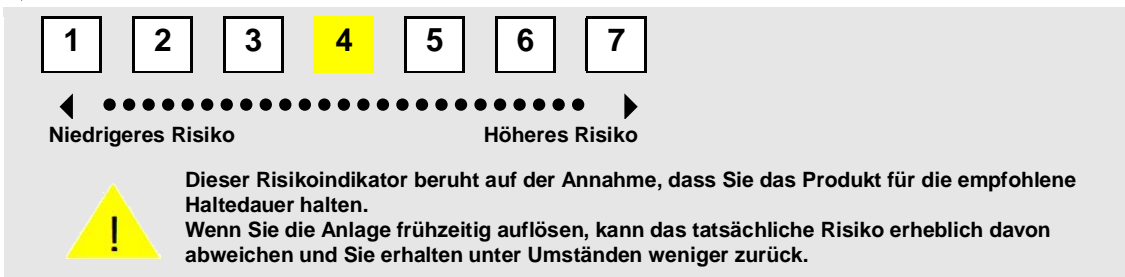 1 2 3 4 5 6 7
Niedrigeres Risiko Höheres Risiko
Dieser Risikoindikator beruht auf der Annahme, dass Sie das Produkt für die empfohlene
Haltedauer halten.
Wenn Sie die Anlage frühzeitig auflösen, kann das tatsächliche Risiko erheblich davon
abweichen und Sie erhalten unter Umständen weniger zurück.
!